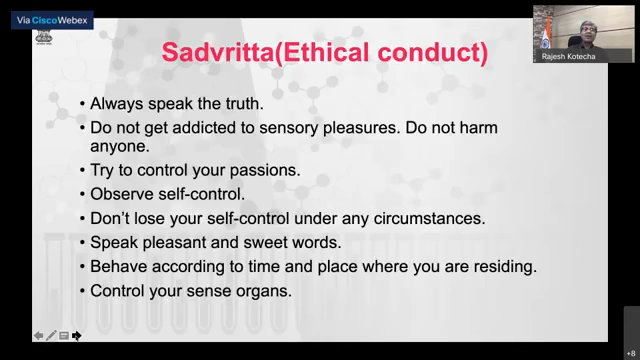 Via CiscoWebex
Sadvritta(Ethical conduct)
Rajesh Kotecha
• Always speak the truth.
• Do not get addicted to sensory pleasures. Do not harm
anyone.
• Try to control your passions.
• Observe self-control.
• Don’t lose your self-control under any circumstances.
• Speak pleasant and sweet words.
• Behave according to time and place where you are residing.
• Control your sense organs.
+8